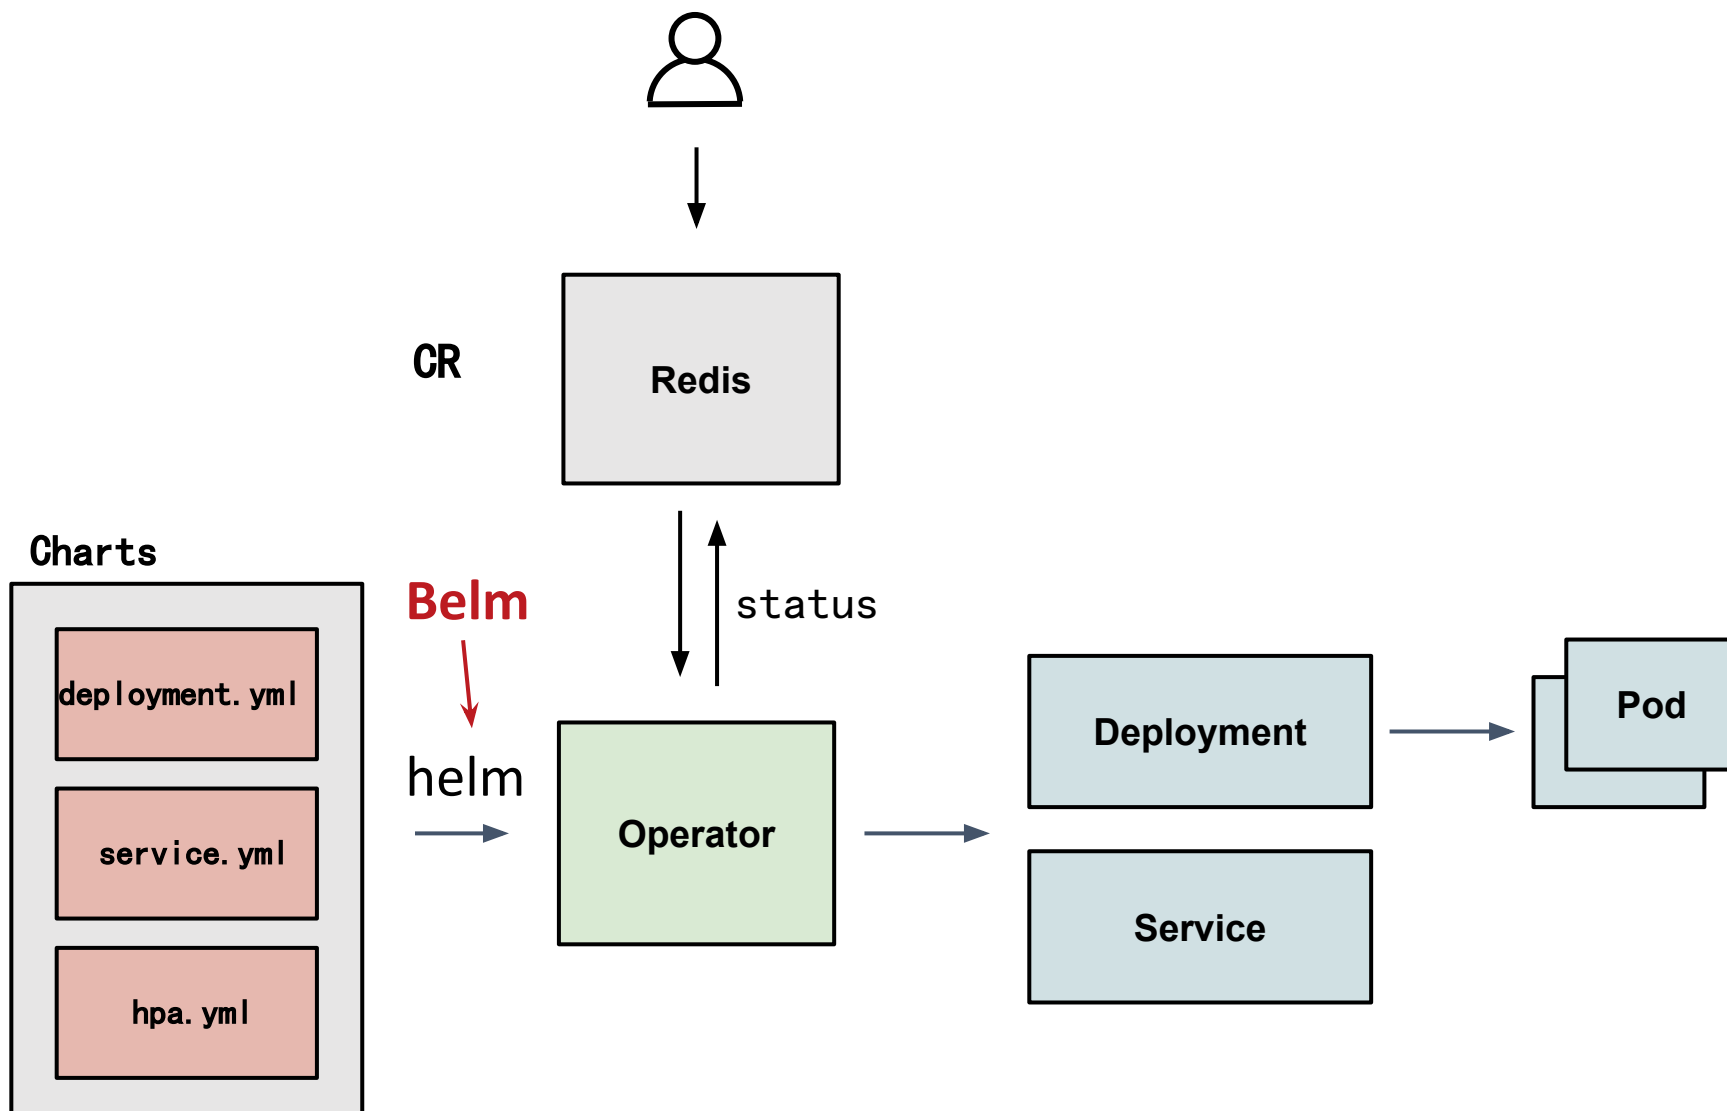 CR
Redis
Charts
Belm
status
deployment.yml
helm
service.yml
hpa.yml
Operator
Deployment
Service
Pod